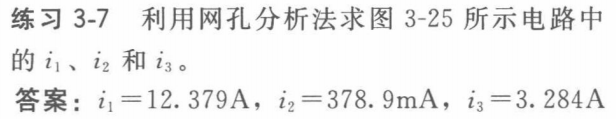 练习 3-7 利用网孔分析法求图 3-25 所示电路中
的 i₁、i₂ 和 i₃。
答案：i₁=12.379A，i₂=378.9mA，i₃=3.284A